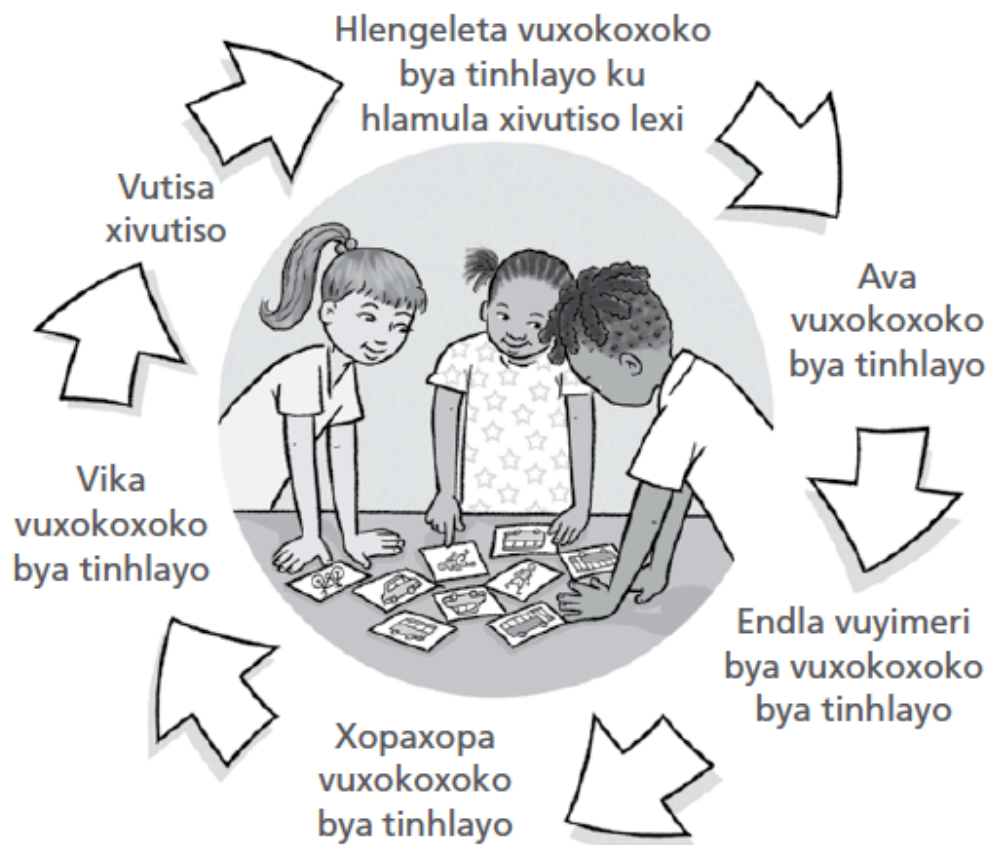 Hlengeleta vuxokoxoko
bya tinhlayo ku
hlamula xivutiso lexi
Ava
vuxokoxoko
bya tinhlayo
Endla vuyimeri
bya vuxokoxoko
bya tinhlayo
Xopaxopa
vuxokoxoko
bya tinhlayo
Vika
vuxokoxoko
bya tinhlayo
Vutisa
xivutiso